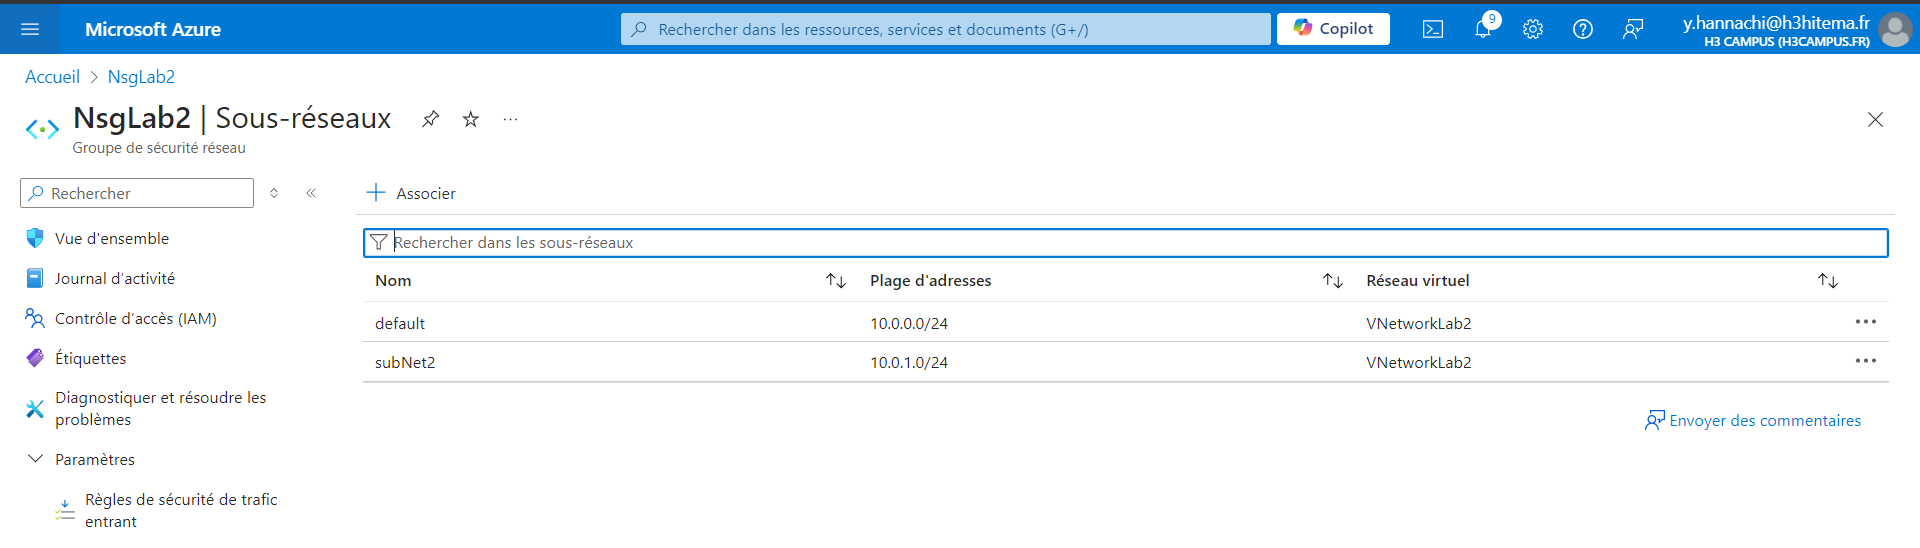 Microsoft Azure
Rechercher dans les ressources, services et documents (G+/)
Copilot
9
y.hannachi@h3hitema.fr
H3 CAMPUS (H3CAMPUS.FR)
Accueil > NsgLab2
NsgLab2 | Sous-réseaux
Groupe de sécurité réseau
Rechercher
Associer
Vue d'ensemble
Journal d’activité
Contrôle d’accès (IAM)
Étiquettes
Diagnostiquer et résoudre les
problèmes
Paramètres
Règles de sécurité de trafic
entrant
Rechercher dans les sous-réseaux
Nom Plage d'adresses Réseau virtuel
default 10.0.0.0/24 VNetworkLab2
subNet2 10.0.1.0/24 VNetworkLab2
Envoyer des commentaires